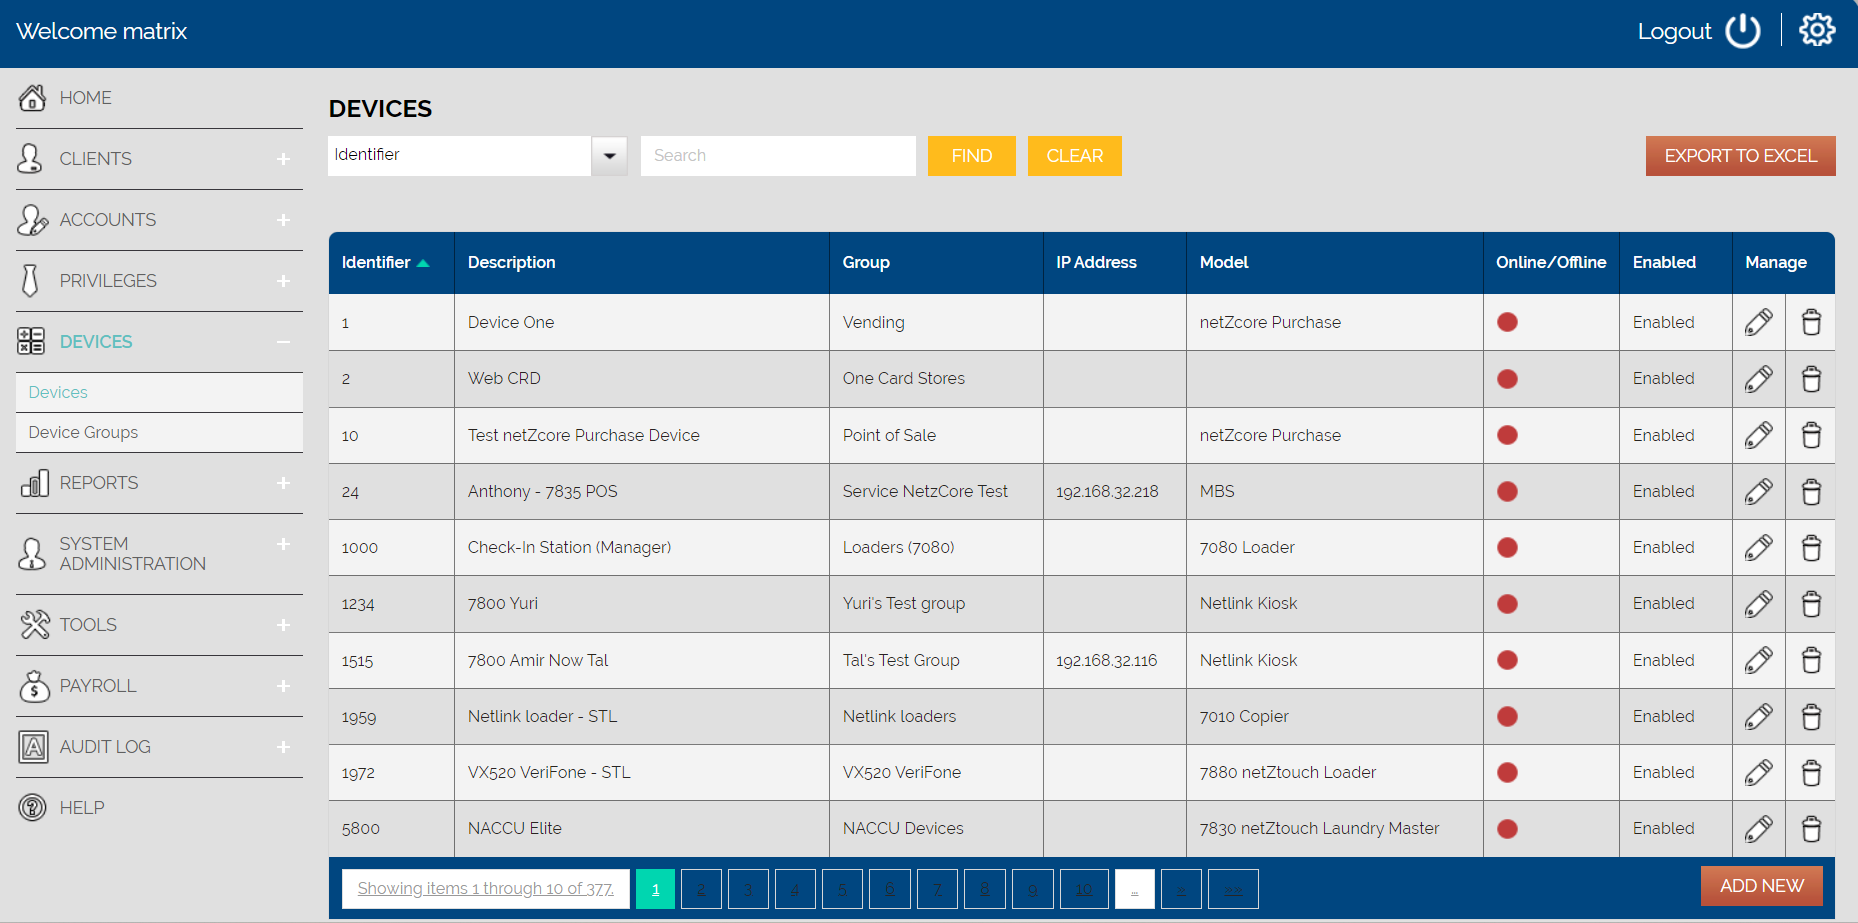 Welcome matrix
Logout
HOME
CLIENTS
ACCOUNTS
PRIVILEGES
DEVICES
Devices
Device Groups
REPORTS
SYSTEM
ADMINISTRATION
TOOLS
PAYROLL
AUDIT LOG
HELP
DEVICES
Identifier Search FIND CLEAR EXPORT TO EXCEL
Identifier Description Group IP Address Model Online/Offline Enabled Manage
1 Device One Vending netZcore Purchase Enabled
2 Web CRD One Card Stores Enabled
10 Test netZcore Purchase Device Point of Sale netZcore Purchase Enabled
24 Anthony - 7835 POS Service NetzCore Test 192.168.32.218 MBS Enabled
1000 Check-In Station (Manager) Loaders (7080) 7080 Loader Enabled
1234 7800 Yuri Yuri's Test group Netlink Kiosk Enabled
1515 7800 Amir Now Tal Tal's Test Group 192.168.32.116 Netlink Kiosk Enabled
1959 Netlink loader - STL Netlink loaders 7010 Copier Enabled
1972 VX520 VeriFone - STL VX520 VeriFone 7880 netZtouch Loader Enabled
5800 NACCU Elite NACCU Devices 7830 netZtouch Laundry Master Enabled
Showing items 1 through 10 of 377. 1 2 3 4 5 6 7 8 9 10 ... » »» ADD NEW